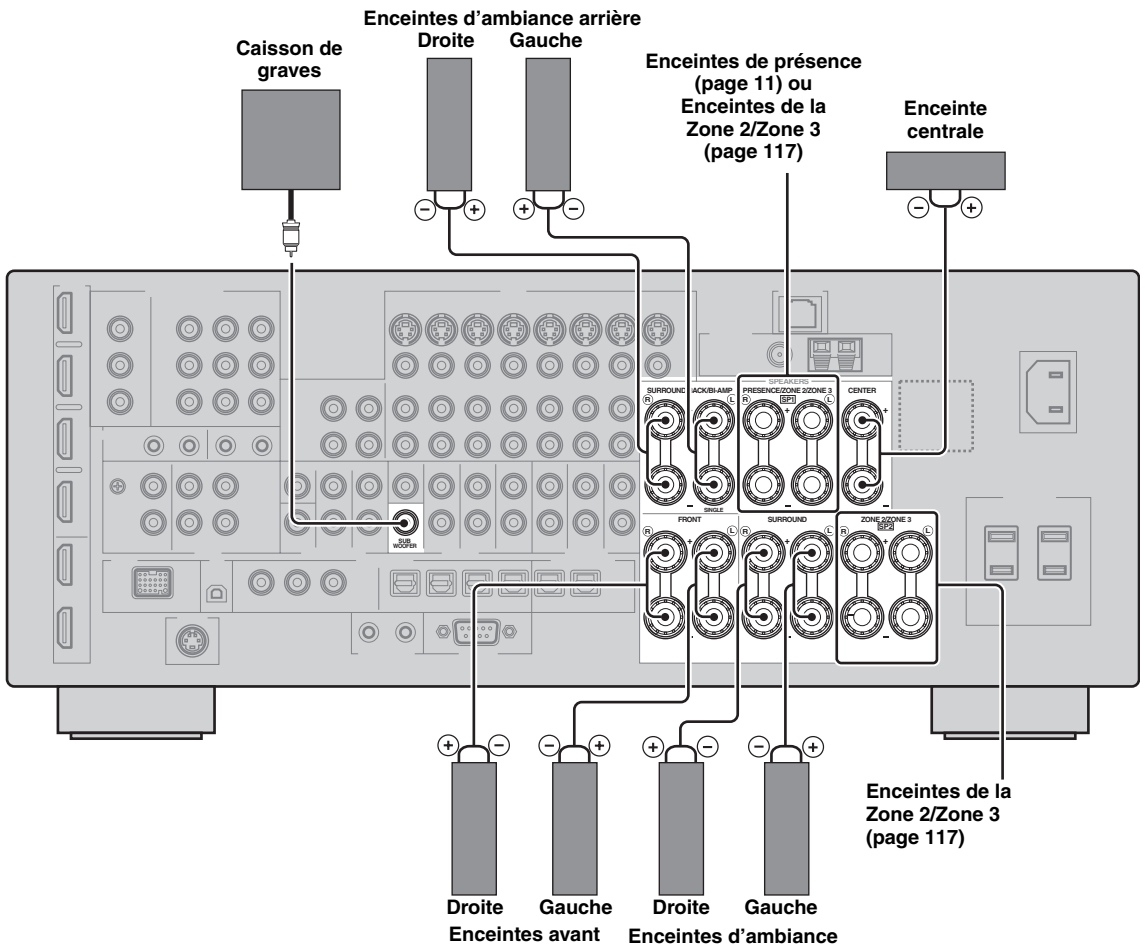 Enceintes d’ambiance arrière
Droite Gauche
Caisson de
graves
Enceintes de présence
(page 11) ou
Enceintes de la
Zone 2/Zone 3
(page 117)
Enceinte
centrale
SPEAKERS
SURROUND BACK/BI-AMP PRESENCE/ZONE 2/ZONE 3 CENTER
R L R SP1 L
+ +
- - -
SINGLE
SUB
WOOFER
FRONT SURROUND ZONE 2/ZONE 3
R L R L R SP2 L
+ + +
- - -
Enceintes de la
Zone 2/Zone 3
(page 117)
Droite Gauche Droite Gauche
Enceintes avant Enceintes d’ambiance